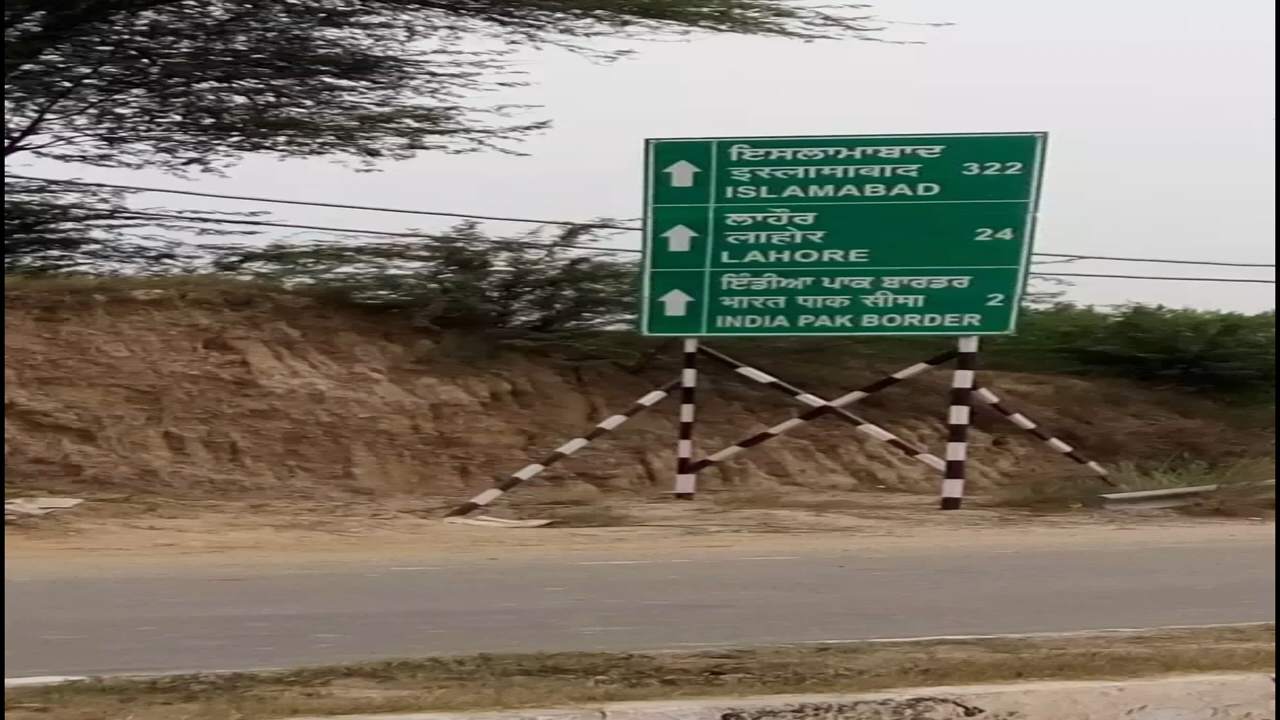 ਇਸਲਾਮਾਬਾਦ
इस्लामाबाद 322
ISLAMABAD
ਲਾਹੌਰ
लाहोर 24
LAHORE
ਇੰਡੀਆ ਪਾਕ ਬਾਰਡਰ
भारत पाक सीमा 2
INDIA PAK BORDER